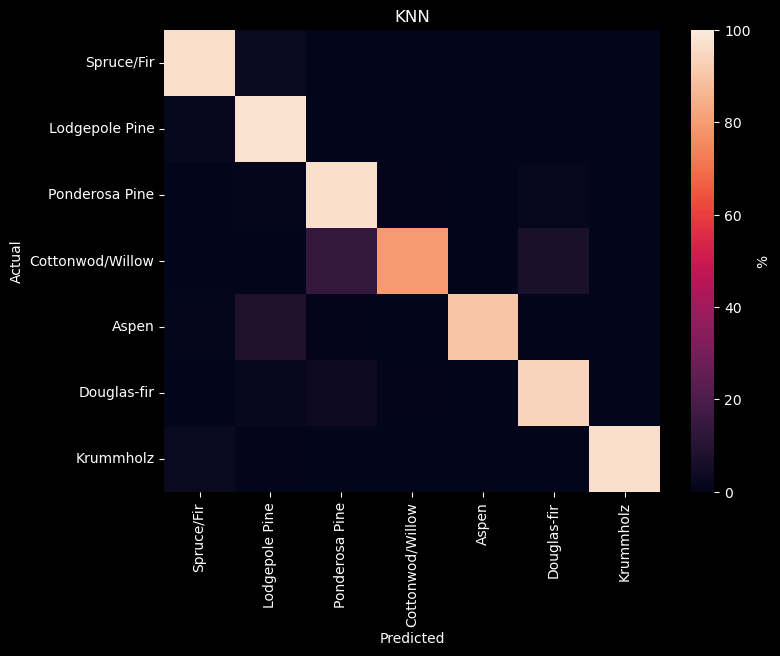 KNN
Actual
Spruce/Fir
Lodgepole Pine
Ponderosa Pine
Cottonwod/Willow
Aspen
Douglas-fir
Krummholz
100
80
60
40
20
0
%
Spruce/Fir
Lodgepole Pine
Ponderosa Pine
Cottonwod/Willow
Aspen
Douglas-fir
Krummholz
Predicted